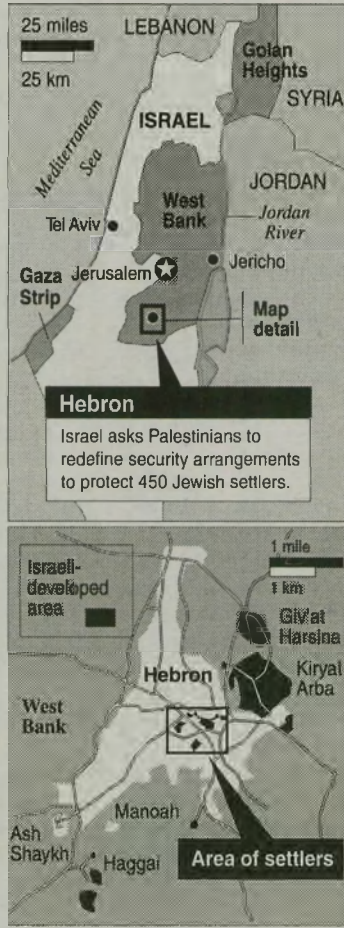 25 miles
25 km
LEBANON
Golan
Heights
SYRIA
ISRAEL
Mediterranean
Sea
JORDAN
West
Bank
Jordan
River
Tel Aviv
Jerusalem
Jericho
Gaza
Strip
Map
detail
Hebron
Israel asks Palestinians to
redefine security arrangements
to protect 450 Jewish settlers.
Israeli-
developed
area
1 mile
1 km
Giv'at
Harsina
Hebron
Kiryat
Arba
West
Bank
Manoah
Ash
Shaykh
Haggai
Area of settlers